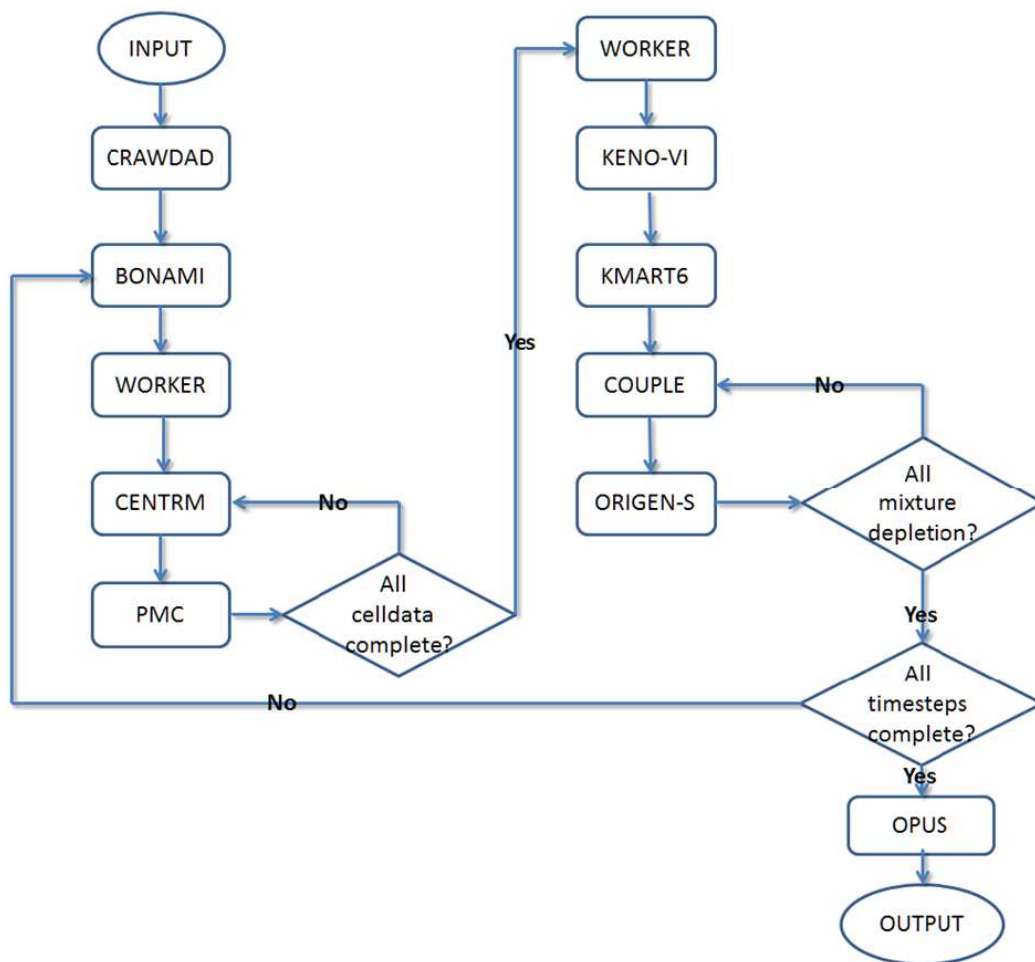 INPUT
CRAWDAD
BONAMI
WORKER
CENTRM
No
PMC
All
celldata
complete?
Yes
WORKER
KENO-VI
KMART6
COUPLE
No
ORIGEN-S
All
mixture
depletion?
Yes
All
timesteps
complete?
No
Yes
OPUS
OUTPUT